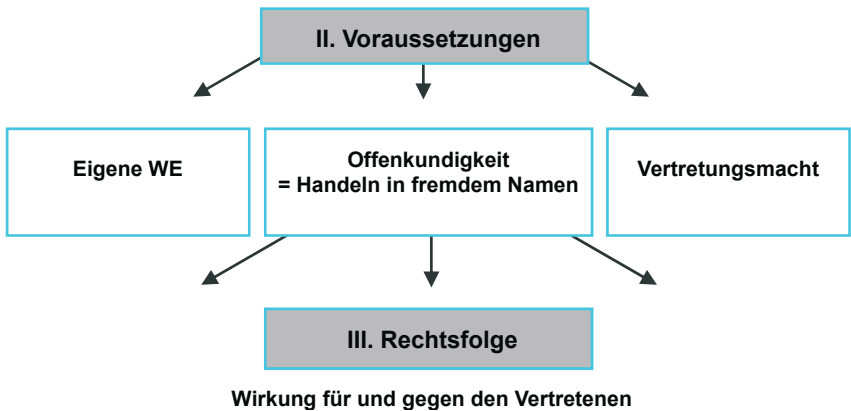 II. Voraussetzungen
Eigene WE
Offenkundigkeit
= Handeln in fremdem Namen
Vertretungsmacht
III. Rechtsfolge
Wirkung für und gegen den Vertretenen